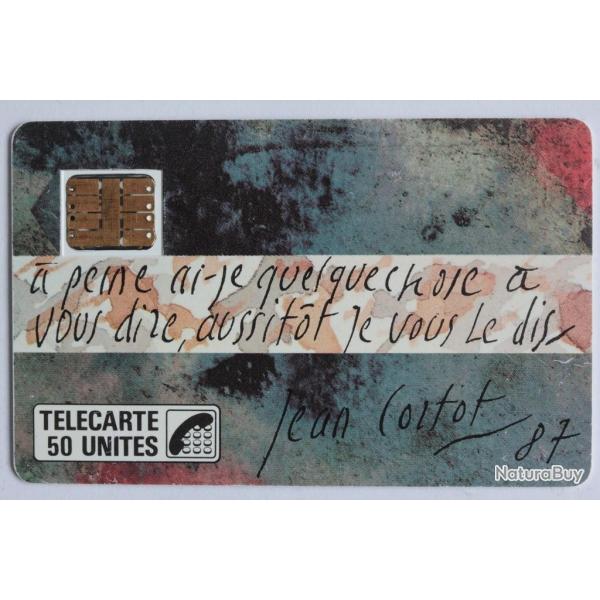 à peine ai-je quelquechose à
vous dire, aussitôt je vous le dis
Jean Cortot
87
TELECARTE
50 UNITES
NaturaBuy